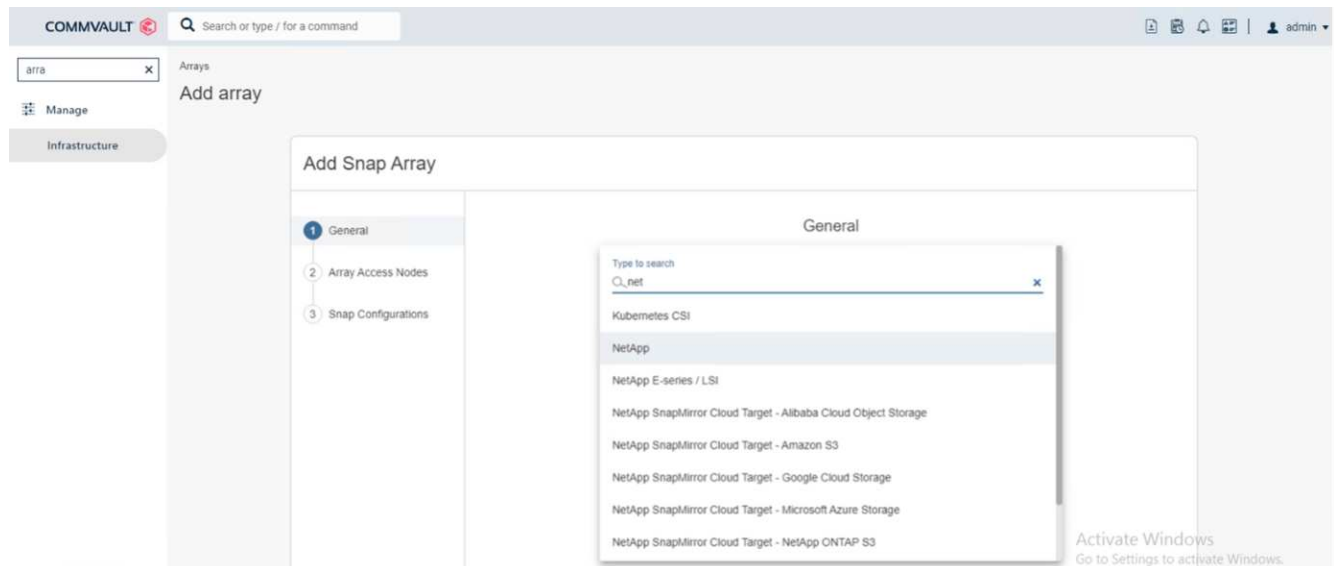 COMMVAULT
Search or type / for a command
admin
arra
Manage
Infrastructure
Arrays
Add array
Add Snap Array
1 General
2 Array Access Nodes
3 Snap Configurations
General
Type to search
net
Kubernetes CSI
NetApp
NetApp E-series / LSI
NetApp SnapMirror Cloud Target - Alibaba Cloud Object Storage
NetApp SnapMirror Cloud Target - Amazon S3
NetApp SnapMirror Cloud Target - Google Cloud Storage
NetApp SnapMirror Cloud Target - Microsoft Azure Storage
NetApp SnapMirror Cloud Target - NetApp ONTAP S3
Activate Windows
Go to Settings to activate Windows.